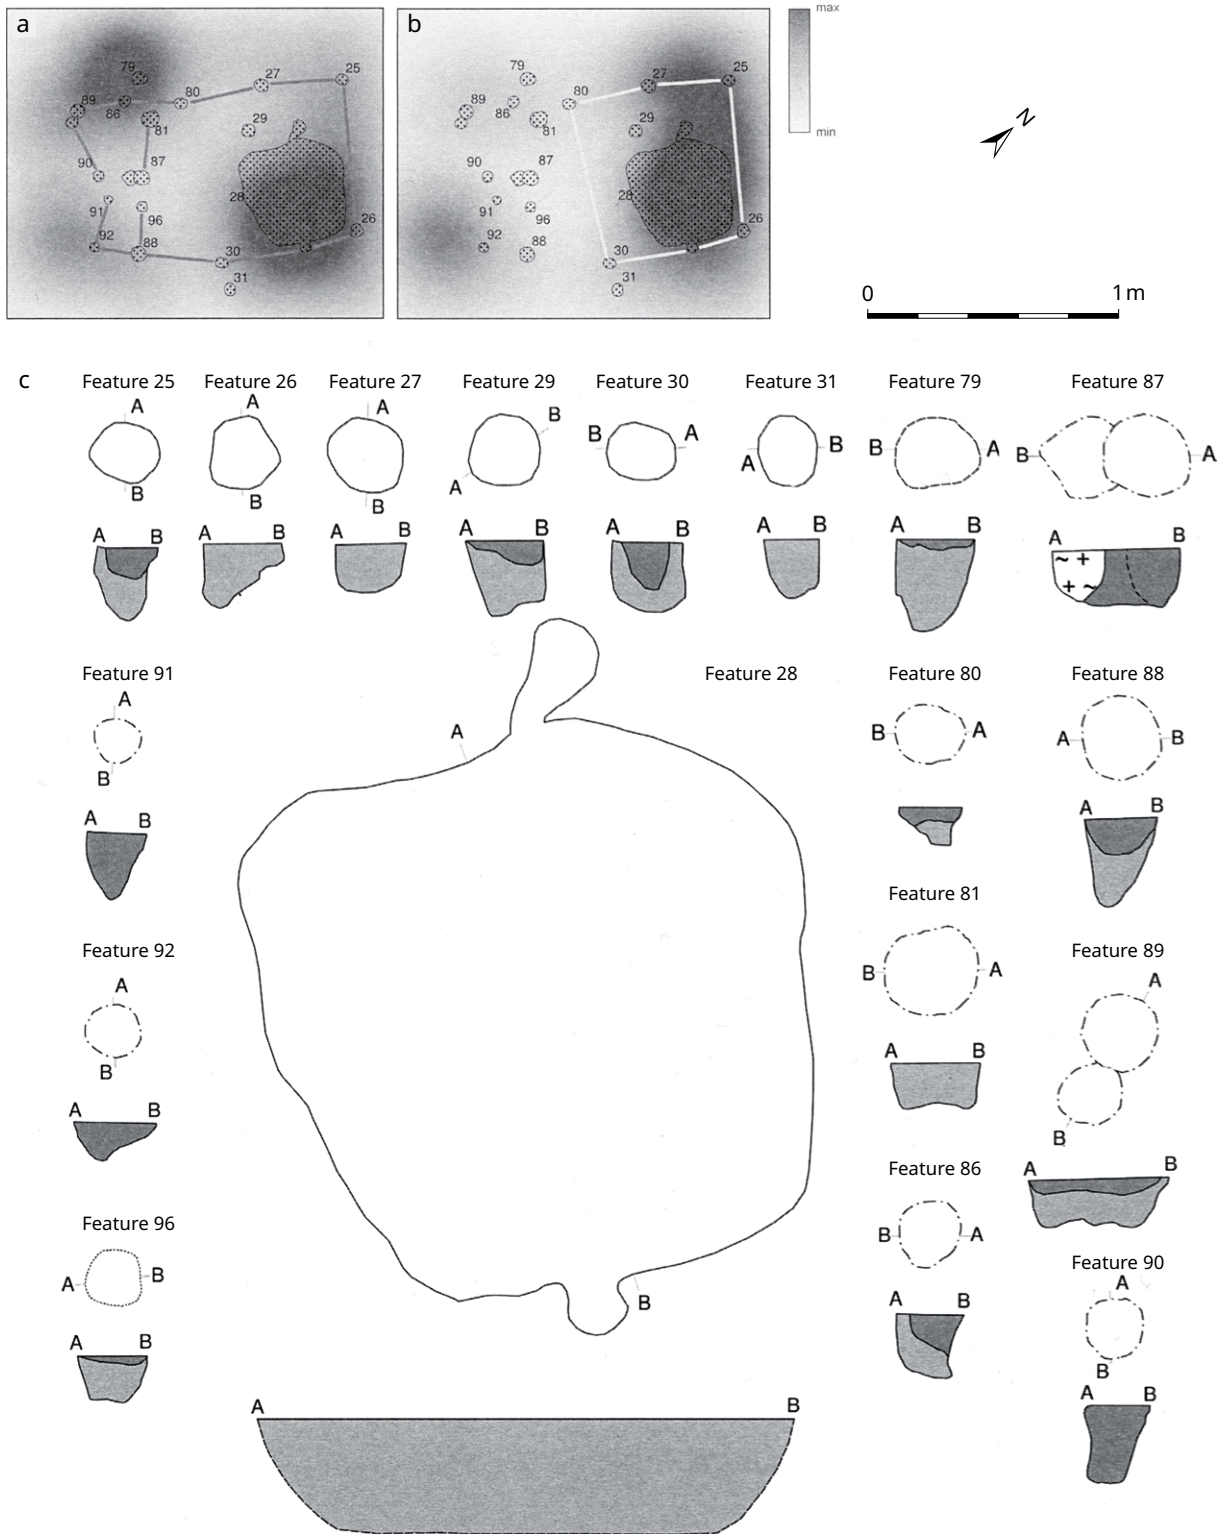 a
79
89
86
80
27
25
81
29
90
87
28
91
96
26
92
88
30
31
b
79
27
25
89
86
80
81
29
90
87
28
91
96
26
92
88
30
31
max
min
N
0 1 m
c
Feature 25 Feature 26 Feature 27 Feature 29 Feature 30 Feature 31 Feature 79 Feature 87
A B A B A B A B A B A B A B A B
A B A B A B A B A B A B A B A B
~ +
+ ~
Feature 91
A
B
A B
Feature 28
A
B
A B
Feature 80
B A
Feature 88
A B
A B
Feature 81
B A
A B
Feature 92
A
B
A B
Feature 89
A
B
A B
Feature 86
B A
A B
Feature 96
A B
A B
Feature 90
A
B
A B